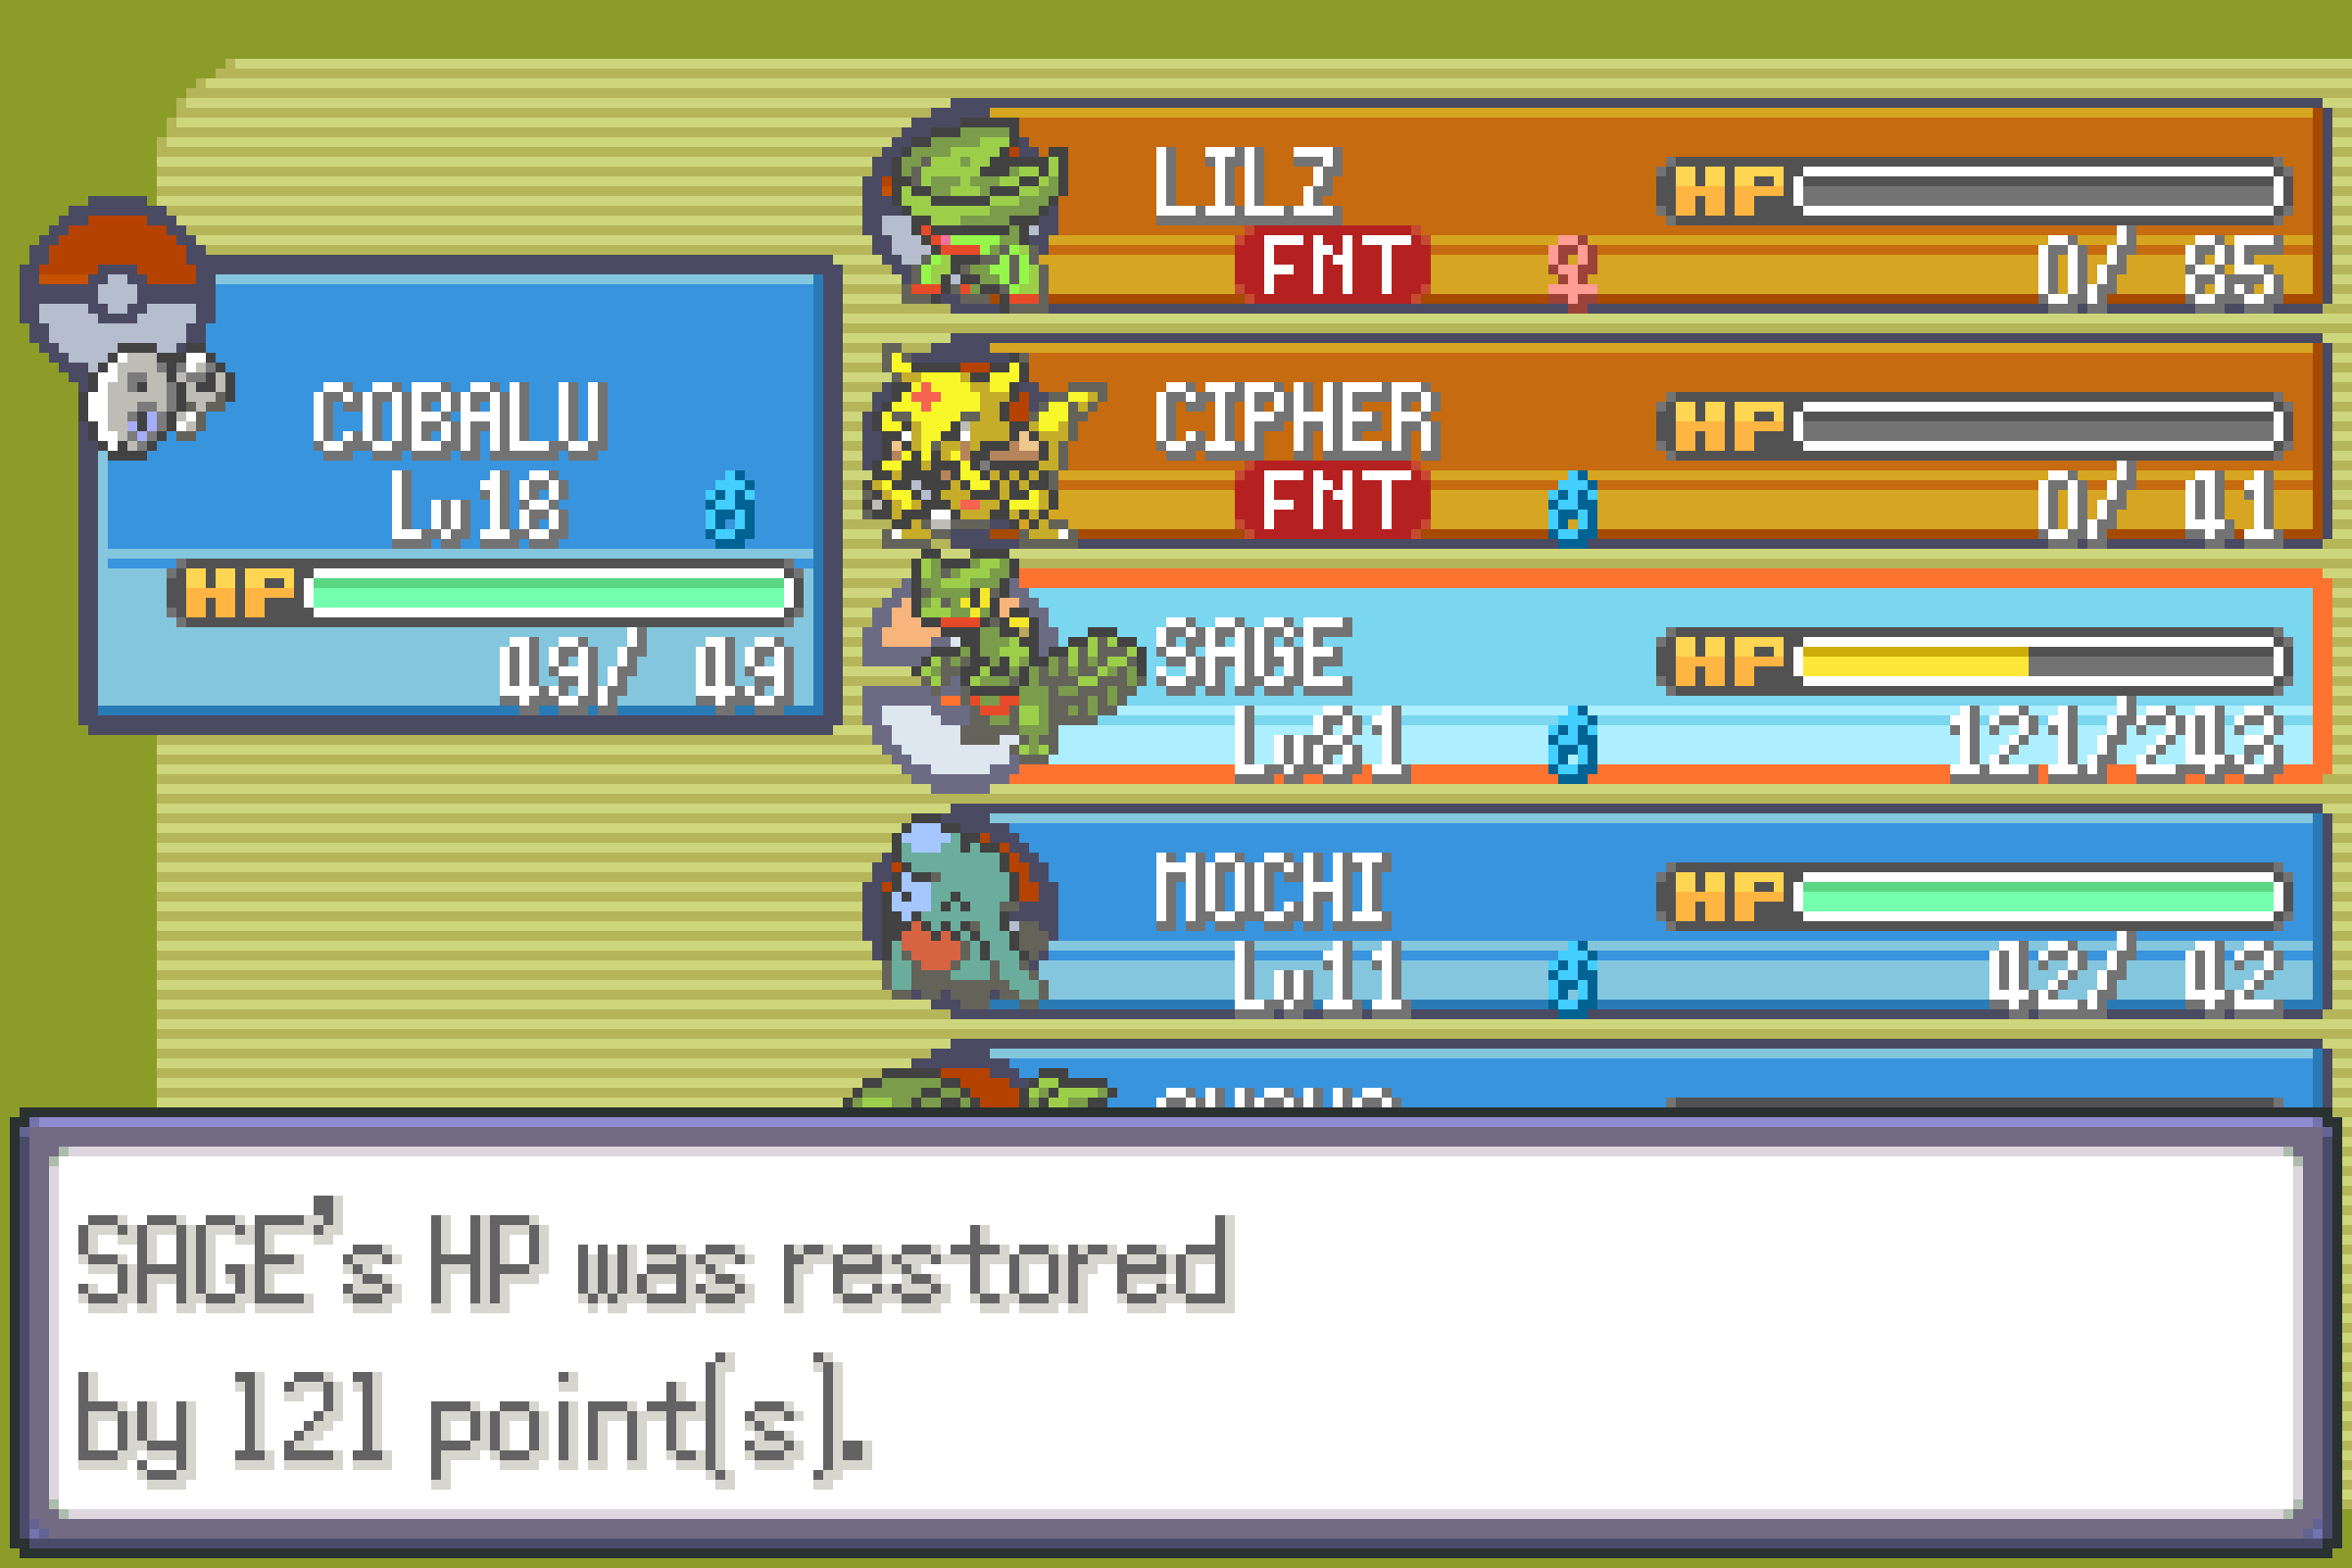 COBALU
Lv18 ♂
HP
49/ 49
LILZ
HP
FNT ♀
0/ 85
CIPHER
HP
FNT ♂
0/ 41
SAGE
HP
Lv81 ♂
121/243
MOCHI
HP
Lv11 ♂
42/ 42
SAGE's HP was restored
by 121 point(s).